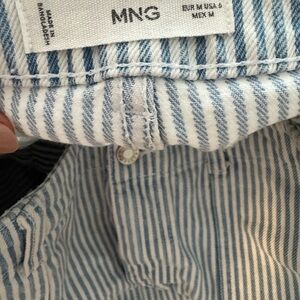 MADE IN
BANGLADESH
MNG
EUR M USA 6
MEX M